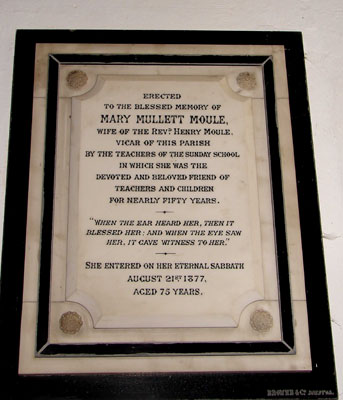 ERECTED
TO THE BLESSED MEMORY OF
MARY MULLETT MOULE,
WIFE OF THE REVD. HENRY MOULE,
VICAR OF THIS PARISH
BY THE TEACHERS OF THE SUNDAY SCHOOL
IN WHICH SHE WAS THE
DEVOTED AND BELOVED FRIEND OF
TEACHERS AND CHILDREN
FOR NEARLY FIFTY YEARS.
"WHEN THE EAR HEARD HER, THEN IT
BLESSED HER: AND WHEN THE EYE SAW
HER, IT GAVE WITNESS TO HER."
SHE ENTERED ON HER ETERNAL SABBATH
AUGUST 21ST 1877,
AGED 75 YEARS.